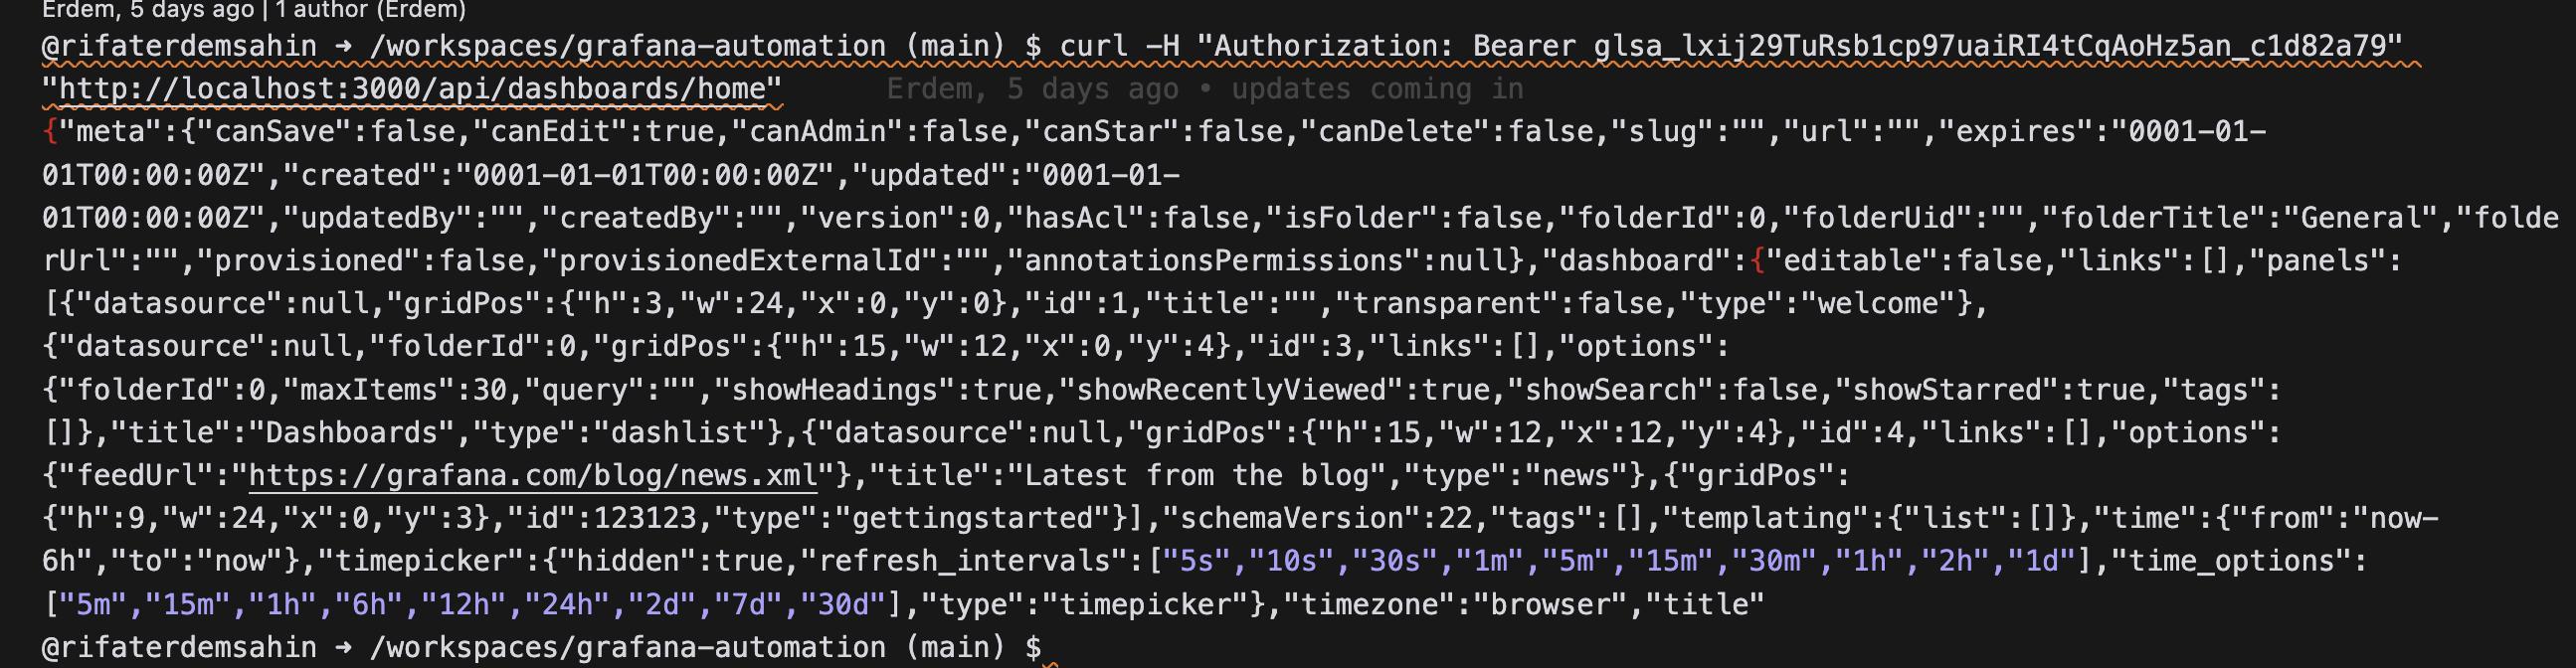 Erdem, 5 days ago | 1 author (Erdem)
@rifaterdemsahin ➜ /workspaces/grafana-automation (main) $ curl -H "Authorization: Bearer glsa_lxij29TuRsb1cp97uaiRI4tCqAoHz5an_c1d82a79"
"http://localhost:3000/api/dashboards/home" Erdem, 5 days ago • updates coming in
{"meta":{"canSave":false,"canEdit":true,"canAdmin":false,"canStar":false,"canDelete":false,"slug":"","url":"","expires":"0001-01-
01T00:00:00Z","created":"0001-01-01T00:00:00Z","updated":"0001-01-
01T00:00:00Z","updatedBy":"","createdBy":"","version":0,"hasAcl":false,"isFolder":false,"folderId":0,"folderUid":"","folderTitle":"General","folde
rUrl":"","provisioned":false,"provisionedExternalId":"","annotationsPermissions":null},"dashboard":{"editable":false,"links":[],"panels":
[{"datasource":null,"gridPos":{"h":3,"w":24,"x":0,"y":0},"id":1,"title":"","transparent":false,"type":"welcome"},
{"datasource":null,"folderId":0,"gridPos":{"h":15,"w":12,"x":0,"y":4},"id":3,"links":[],"options":
{"folderId":0,"maxItems":30,"query":"","showHeadings":true,"showRecentlyViewed":true,"showSearch":false,"showStarred":true,"tags":
[]},"title":"Dashboards","type":"dashlist"},{"datasource":null,"gridPos":{"h":15,"w":12,"x":12,"y":4},"id":4,"links":[],"options":
{"feedUrl":"https://grafana.com/blog/news.xml"},"title":"Latest from the blog","type":"news"},{"gridPos":
{"h":9,"w":24,"x":0,"y":3},"id":123123,"type":"gettingstarted"}],"schemaVersion":22,"tags":[],"templating":{"list":[]},"time":{"from":"now-
6h","to":"now"},"timepicker":{"hidden":true,"refresh_intervals":["5s","10s","30s","1m","5m","15m","30m","1h","2h","1d"],"time_options":
["5m","15m","1h","6h","12h","24h","2d","7d","30d"],"type":"timepicker"},"timezone":"browser","title"
@rifaterdemsahin ➜ /workspaces/grafana-automation (main) $